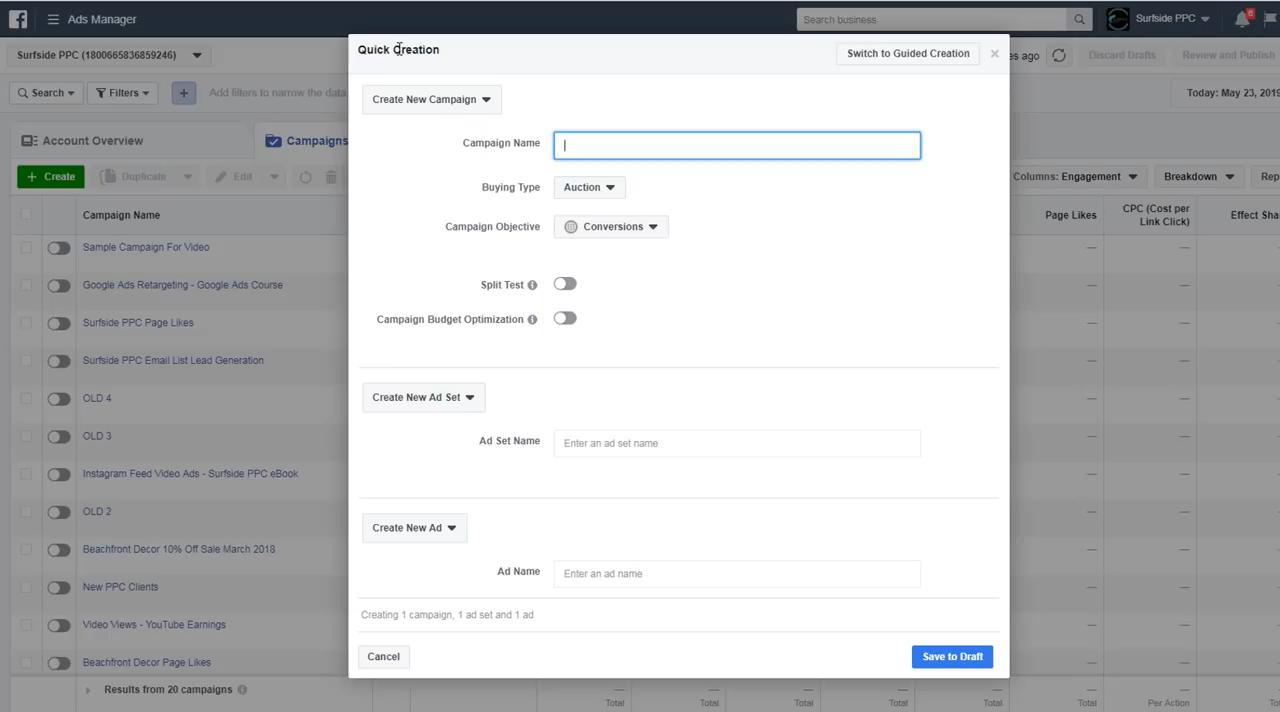 Ads Manager
Search business
Surfside PPC
6
Surfside PPC (1800665836859246)
es ago
Discard Drafts
Review and Publish
Search
Filters
Add filters to narrow the data
Today: May 23, 2019
Account Overview
Campaigns
+ Create
Duplicate
Edit
Columns: Engagement
Breakdown
Rep
Campaign Name
Page Likes
CPC (Cost per
Link Click)
Effect Sha
Sample Campaign For Video
Google Ads Retargeting - Google Ads Course
Surfside PPC Page Likes
Surfside PPC Email List Lead Generation
OLD 4
OLD 3
Instagram Feed Video Ads - Surfside PPC eBook
OLD 2
Beachfront Decor 10% Off Sale March 2018
New PPC Clients
Video Views - YouTube Earnings
Beachfront Decor Page Likes
Results from 20 campaigns
Total
Total
Total
Total
Total
Total
Per Action
To
Quick Creation
Switch to Guided Creation
Create New Campaign
Campaign Name
Buying Type
Auction
Campaign Objective
Conversions
Split Test
Campaign Budget Optimization
Create New Ad Set
Ad Set Name
Enter an ad set name
Create New Ad
Ad Name
Enter an ad name
Creating 1 campaign, 1 ad set and 1 ad
Cancel
Save to Draft